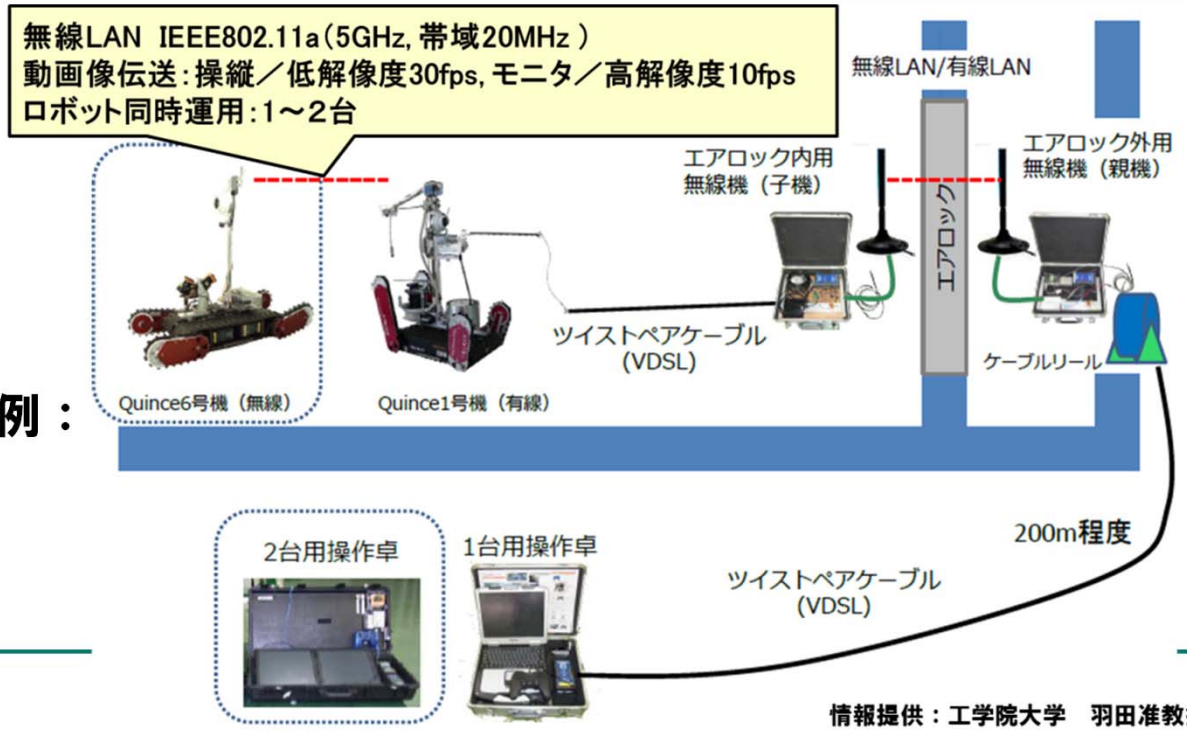 無線LAN IEEE802.11a(5GHz, 帯域20MHz )
動画像伝送：操縦／低解像度30fps, モニタ／高解像度10fps
ロボット同時運用：1～2台
無線LAN/有線LAN
エアロック内用
無線機（子機）
エアロック外用
無線機（親機）
エアロック
ツイストペアケーブル
(VDSL)
ケーブルリール
Quince6号機（無線）
Quince1号機（有線）
例：
2台用操作卓
1台用操作卓
200m程度
ツイストペアケーブル
(VDSL)
情報提供：工学院大学　羽田准教